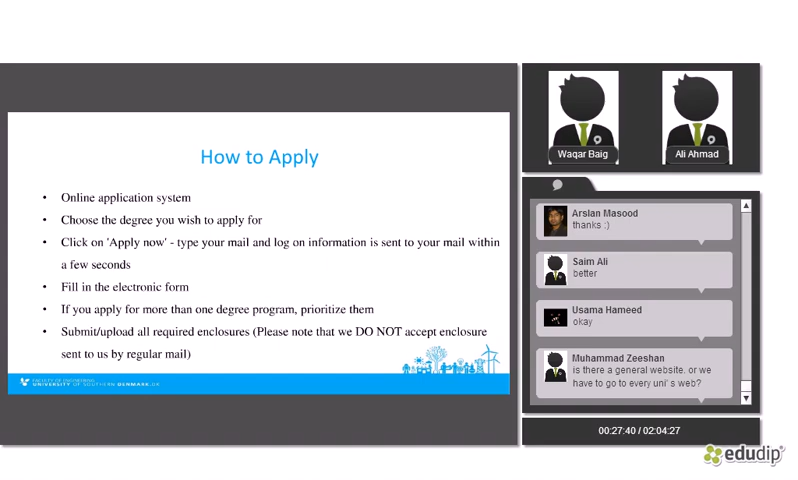 How to Apply
• Online application system
• Choose the degree you wish to apply for
• Click on 'Apply now' - type your mail and log on information is sent to your mail within
a few seconds
• Fill in the electronic form
• If you apply for more than one degree program, prioritize them
• Submit/upload all required enclosures (Please note that we DO NOT accept enclosure
sent to us by regular mail)
FACULTY OF ENGINEERING
UNIVERSITY OF SOUTHERN DENMARK.DK
Waqar Baig
Ali Ahmad
Arslan Masood
thanks :)
Saim Ali
better
Usama Hameed
okay
Muhammad Zeeshan
is there a general website. or we
have to go to every uni' s web?
00:27:40 / 02:04:27
edudip